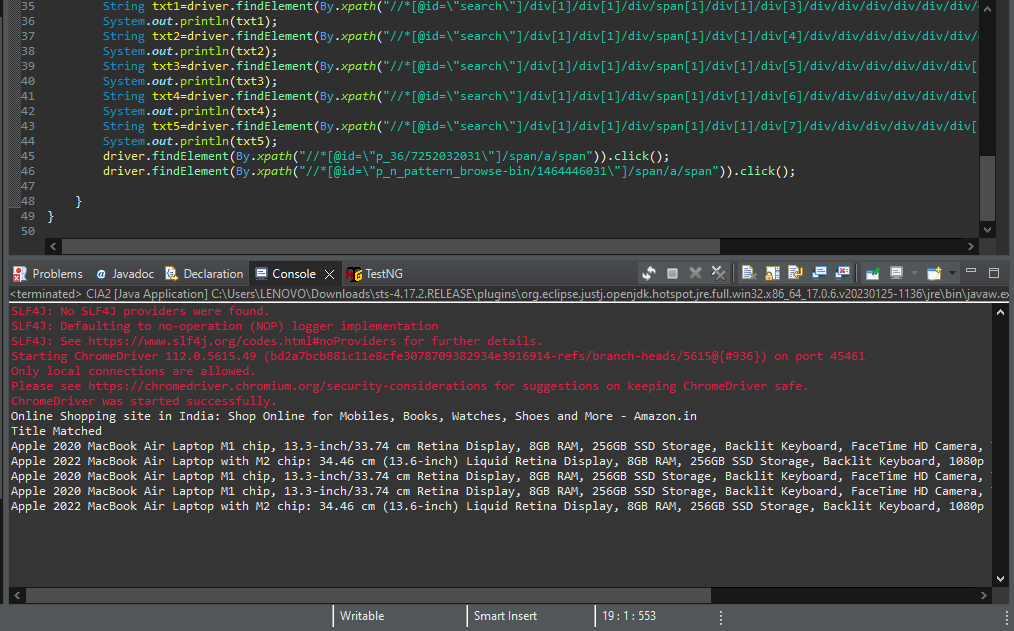 35 String txt1=driver.findElement(By.xpath("//*[@id=\"search\"]/div[1]/div[1]/div/span[1]/div[1]/div[3]/div/div/div/div/div/
36 System.out.println(txt1);
37 String txt2=driver.findElement(By.xpath("//*[@id=\"search\"]/div[1]/div[1]/div/span[1]/div[1]/div[4]/div/div/div/div/div/
38 System.out.println(txt2);
39 String txt3=driver.findElement(By.xpath("//*[@id=\"search\"]/div[1]/div[1]/div/span[1]/div[1]/div[5]/div/div/div/div/div/div[
40 System.out.println(txt3);
41 String txt4=driver.findElement(By.xpath("//*[@id=\"search\"]/div[1]/div[1]/div/span[1]/div[1]/div[6]/div/div/div/div/div/div[
42 System.out.println(txt4);
43 String txt5=driver.findElement(By.xpath("//*[@id=\"search\"]/div[1]/div[1]/div/span[1]/div[1]/div[7]/div/div/div/div/div/div[
44 System.out.println(txt5);
45 driver.findElement(By.xpath("//*[@id=\"p_36/7252032031\"]/span/a/span")).click();
46 driver.findElement(By.xpath("//*[@id=\"p_n_pattern_browse-bin/1464446031\"]/span/a/span")).click();
47
48 }
49 }
50
Problems @ Javadoc Declaration Console TestNG
<terminated> CIA2 [Java Application] C:\Users\LENOVO\Downloads\sts-4.17.2.RELEASE\plugins\org.eclipse.justj.openjdk.hotspot.jre.full.win32.x86_64_17.0.6.v20230125-1136\jre\bin\javaw.ex
SLF4J: No SLF4J providers were found.
SLF4J: Defaulting to no-operation (NOP) logger implementation
SLF4J: See https://www.slf4j.org/codes.html#noProviders for further details.
Starting ChromeDriver 112.0.5615.49 (bd2a7bcb881c11e8cfe3078709382934e3916914-refs/branch-heads/5615@{#936}) on port 45461
Only local connections are allowed.
Please see https://chromedriver.chromium.org/security-considerations for suggestions on keeping ChromeDriver safe.
ChromeDriver was started successfully.
Online Shopping site in India: Shop Online for Mobiles, Books, Watches, Shoes and More - Amazon.in
Title Matched
Apple 2020 MacBook Air Laptop M1 chip, 13.3-inch/33.74 cm Retina Display, 8GB RAM, 256GB SSD Storage, Backlit Keyboard, FaceTime HD Camera,
Apple 2022 MacBook Air Laptop with M2 chip: 34.46 cm (13.6-inch) Liquid Retina Display, 8GB RAM, 256GB SSD Storage, Backlit Keyboard, 1080p
Apple 2020 MacBook Air Laptop M1 chip, 13.3-inch/33.74 cm Retina Display, 8GB RAM, 256GB SSD Storage, Backlit Keyboard, FaceTime HD Camera,
Apple 2020 MacBook Air Laptop M1 chip, 13.3-inch/33.74 cm Retina Display, 8GB RAM, 256GB SSD Storage, Backlit Keyboard, FaceTime HD Camera,
Apple 2022 MacBook Air Laptop with M2 chip: 34.46 cm (13.6-inch) Liquid Retina Display, 8GB RAM, 256GB SSD Storage, Backlit Keyboard, 1080p
Writable Smart Insert 19 : 1 : 553